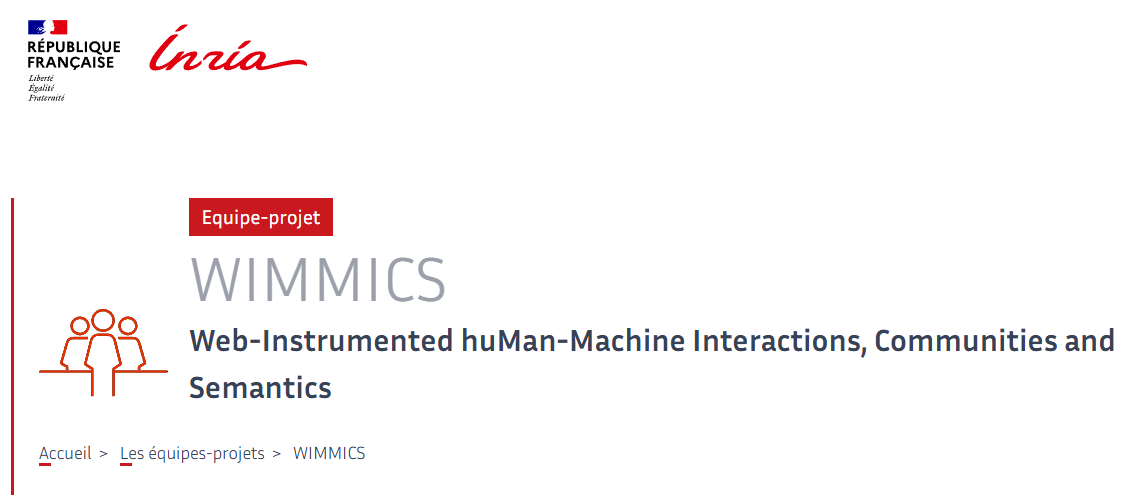 RÉPUBLIQUE
FRANÇAISE
Liberté
Égalité
Fraternité
Inria
Equipe-projet
WIMMICS
Web-Instrumented huMan-Machine Interactions, Communities and
Semantics
Accueil > Les équipes-projets > WIMMICS